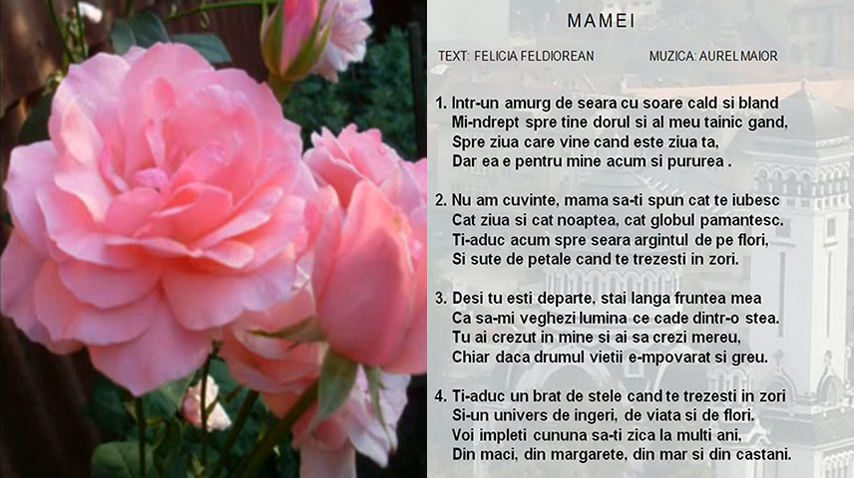 MAMEI
TEXT: FELICIA FELDIOREAN MUZICA: AUREL MAIOR
1. Intr-un amurg de seara cu soare cald si bland
Mi-ndrept spre tine dorul si al meu tainic gand,
Spre ziua care vine cand este ziua ta,
Dar ea e pentru mine acum si pururea .
2. Nu am cuvinte, mama sa-ti spun cat te iubesc
Cat ziua si cat noaptea, cat globul pamantesc.
Ti-aduc acum spre seara argintul de pe flori,
Si sute de petale cand te trezesti in zori.
3. Desi tu esti departe, stai langa fruntea mea
Ca sa-mi veghezi lumina ce cade dintr-o stea.
Tu ai crezut in mine si ai sa crezi mereu,
Chiar daca drumul vietii e-mpovarat si greu.
4. Ti-aduc un brat de stele cand te trezesti in zori
Si-un univers de ingeri, de viata si de flori.
Voi impleti cununa sa-ti zica la multi ani,
Din maci, din margarete, din mar si din castani.